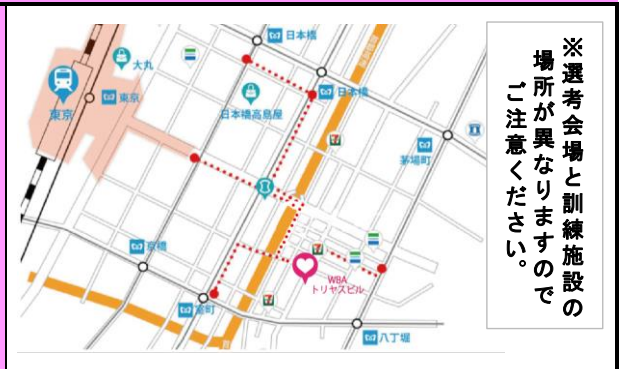 ※選考会場と訓練施設の
場所が異なりますので
ご注意ください。
日本橋
大丸
東京
東京
日本橋
日本橋高島屋
茅場町
京橋
WBA
トリヤスビル
宝町
八丁堀